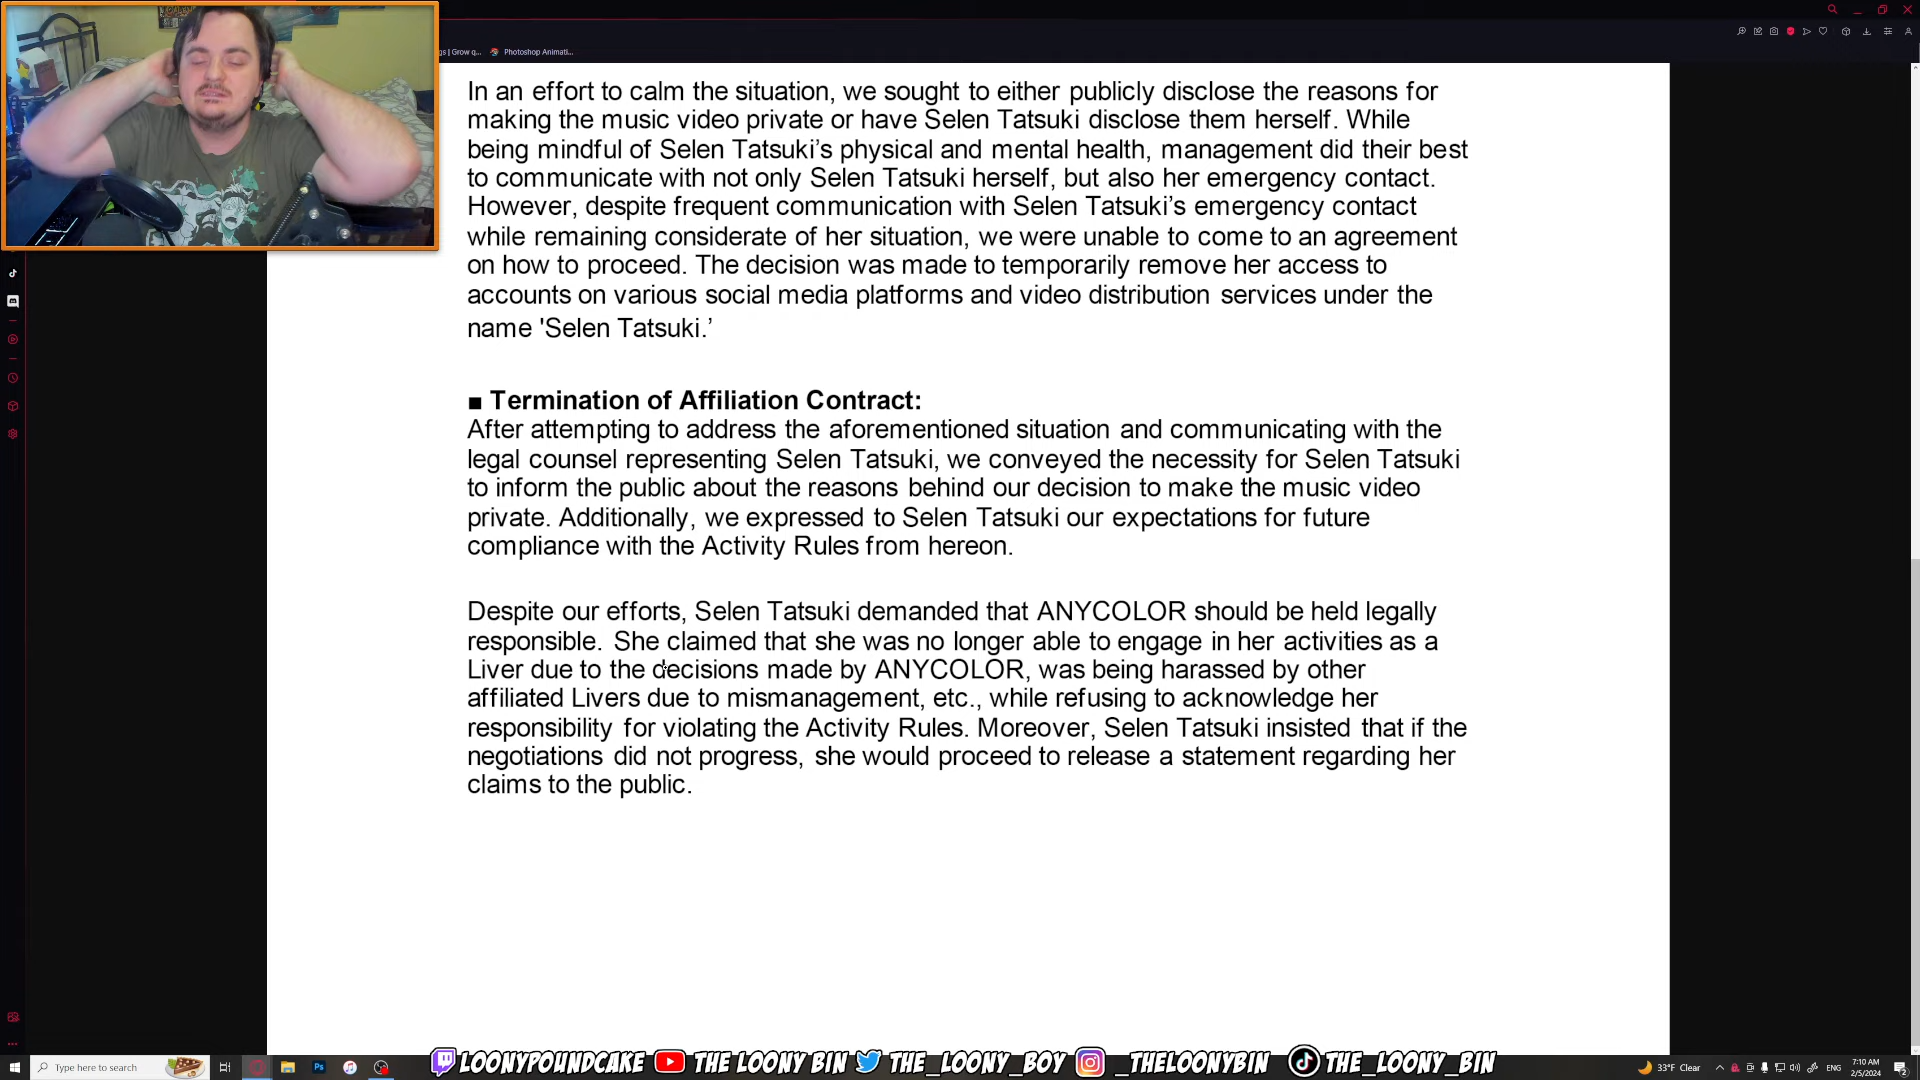 gs | Grow q... Photoshop Animati...
In an effort to calm the situation, we sought to either publicly disclose the reasons for
making the music video private or have Selen Tatsuki disclose them herself. While
being mindful of Selen Tatsuki’s physical and mental health, management did their best
to communicate with not only Selen Tatsuki herself, but also her emergency contact.
However, despite frequent communication with Selen Tatsuki’s emergency contact
while remaining considerate of her situation, we were unable to come to an agreement
on how to proceed. The decision was made to temporarily remove her access to
accounts on various social media platforms and video distribution services under the
name 'Selen Tatsuki.’
■ Termination of Affiliation Contract:
After attempting to address the aforementioned situation and communicating with the
legal counsel representing Selen Tatsuki, we conveyed the necessity for Selen Tatsuki
to inform the public about the reasons behind our decision to make the music video
private. Additionally, we expressed to Selen Tatsuki our expectations for future
compliance with the Activity Rules from hereon.
Despite our efforts, Selen Tatsuki demanded that ANYCOLOR should be held legally
responsible. She claimed that she was no longer able to engage in her activities as a
Liver due to the decisions made by ANYCOLOR, was being harassed by other
affiliated Livers due to mismanagement, etc., while refusing to acknowledge her
responsibility for violating the Activity Rules. Moreover, Selen Tatsuki insisted that if the
negotiations did not progress, she would proceed to release a statement regarding her
claims to the public.
LOONYPOUNDCAKE THE LOONY BIN THE_LOONY_BOY _THELOONYBIN THE_LOONY_BIN
Type here to search
Ps
33°F Clear
ENG
7:10 AM
2/5/2024
2